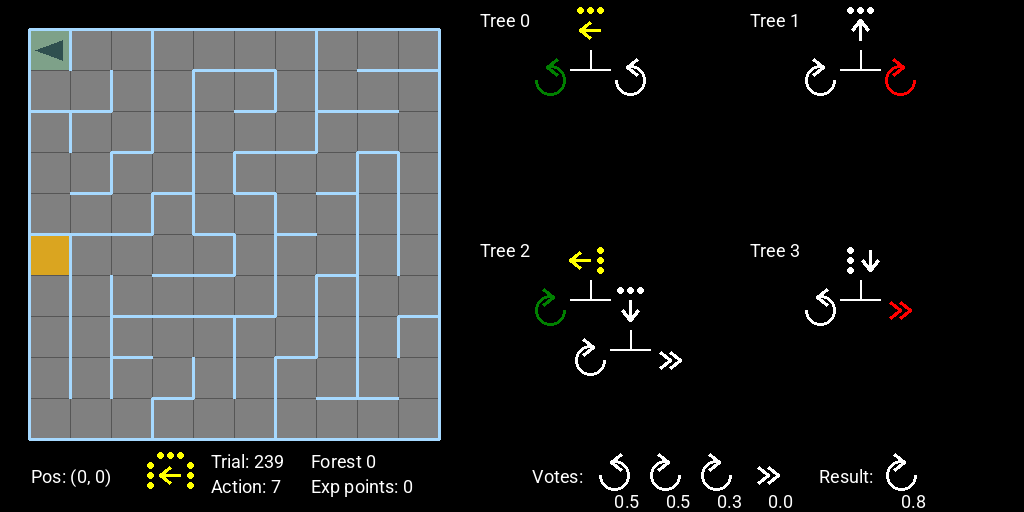 Tree 0
Tree 1
Tree 2
Tree 3
Pos: (0, 0)
Trial: 239
Forest 0
Action: 7
Exp points: 0
Votes:
0.5
0.5
0.3
0.0
Result:
0.8